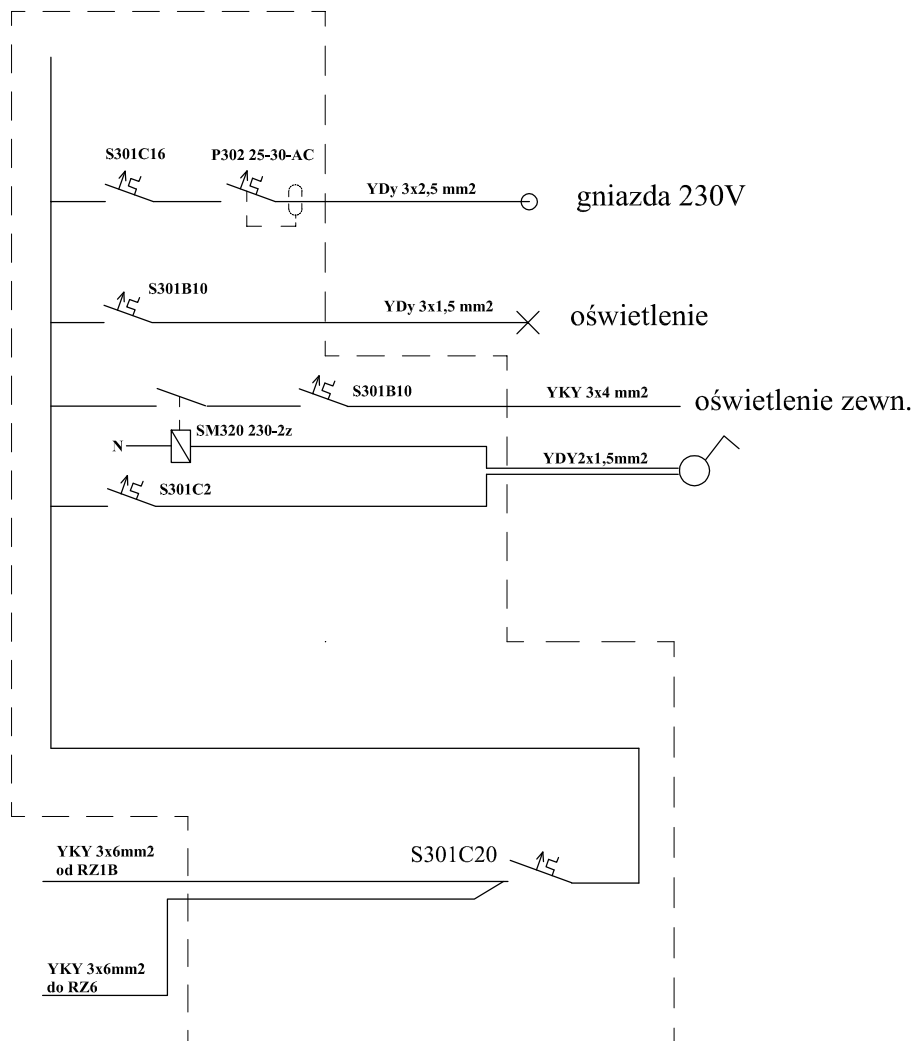 S301C16
P302 25-30-AC
YDy 3x2,5 mm2
gniazda 230V
S301B10
YDy 3x1,5 mm2
oświetlenie
S301B10
YKY 3x4 mm2
oświetlenie zewn.
N
SM320 230-2z
YDY2x1,5mm2
S301C2
YKY 3x6mm2
od RZ1B
S301C20
YKY 3x6mm2
do RZ6